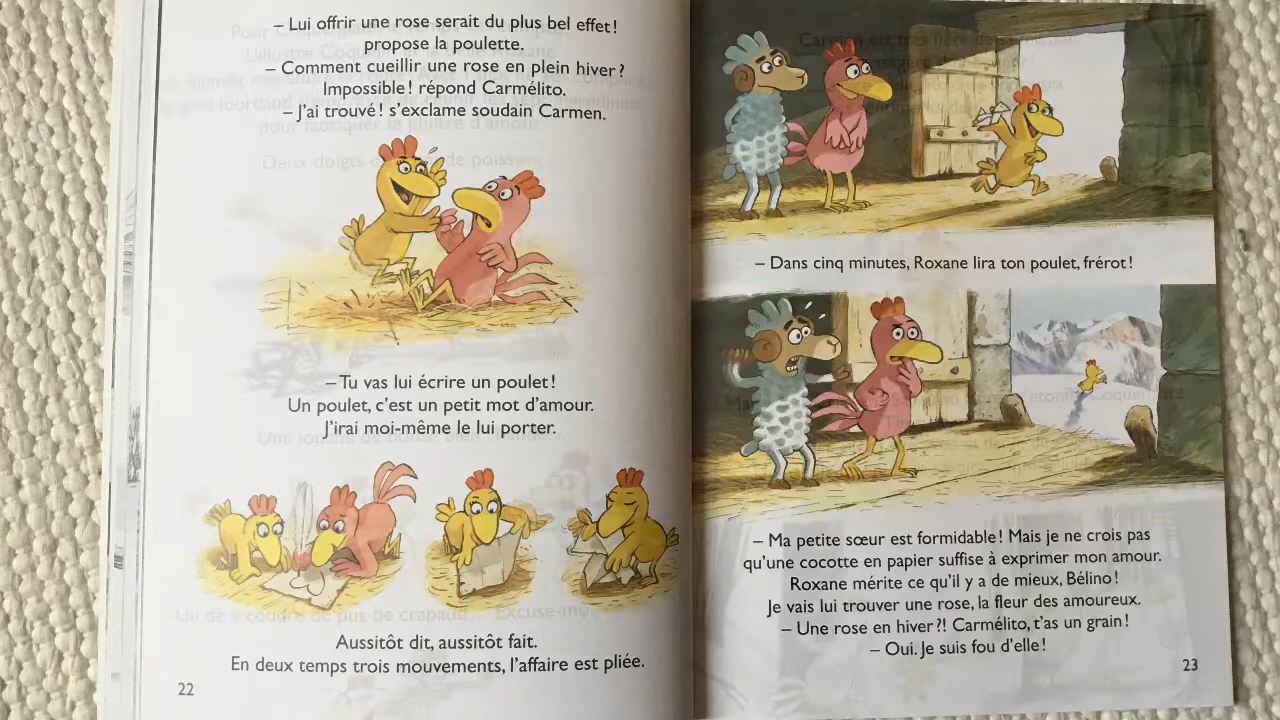 – Lui offrir une rose serait du plus bel effet !
propose la poulette.
– Comment cueillir une rose en plein hiver ?
Impossible ! répond Carmélito.
– J'ai trouvé ! s'exclame soudain Carmen.
– Tu vas lui écrire un poulet !
Un poulet, c'est un petit mot d'amour.
J'irai moi-même le lui porter.
Aussitôt dit, aussitôt fait.
En deux temps trois mouvements, l'affaire est pliée.
22
– Dans cinq minutes, Roxane lira ton poulet, frérot !
– Ma petite sœur est formidable ! Mais je ne crois pas
qu'une cocotte en papier suffise à exprimer mon amour.
Roxane mérite ce qu'il y a de mieux, Bélino !
Je vais lui trouver une rose, la fleur des amoureux.
– Une rose en hiver ?! Carmélito, t'as un grain !
– Oui. Je suis fou d'elle !
23